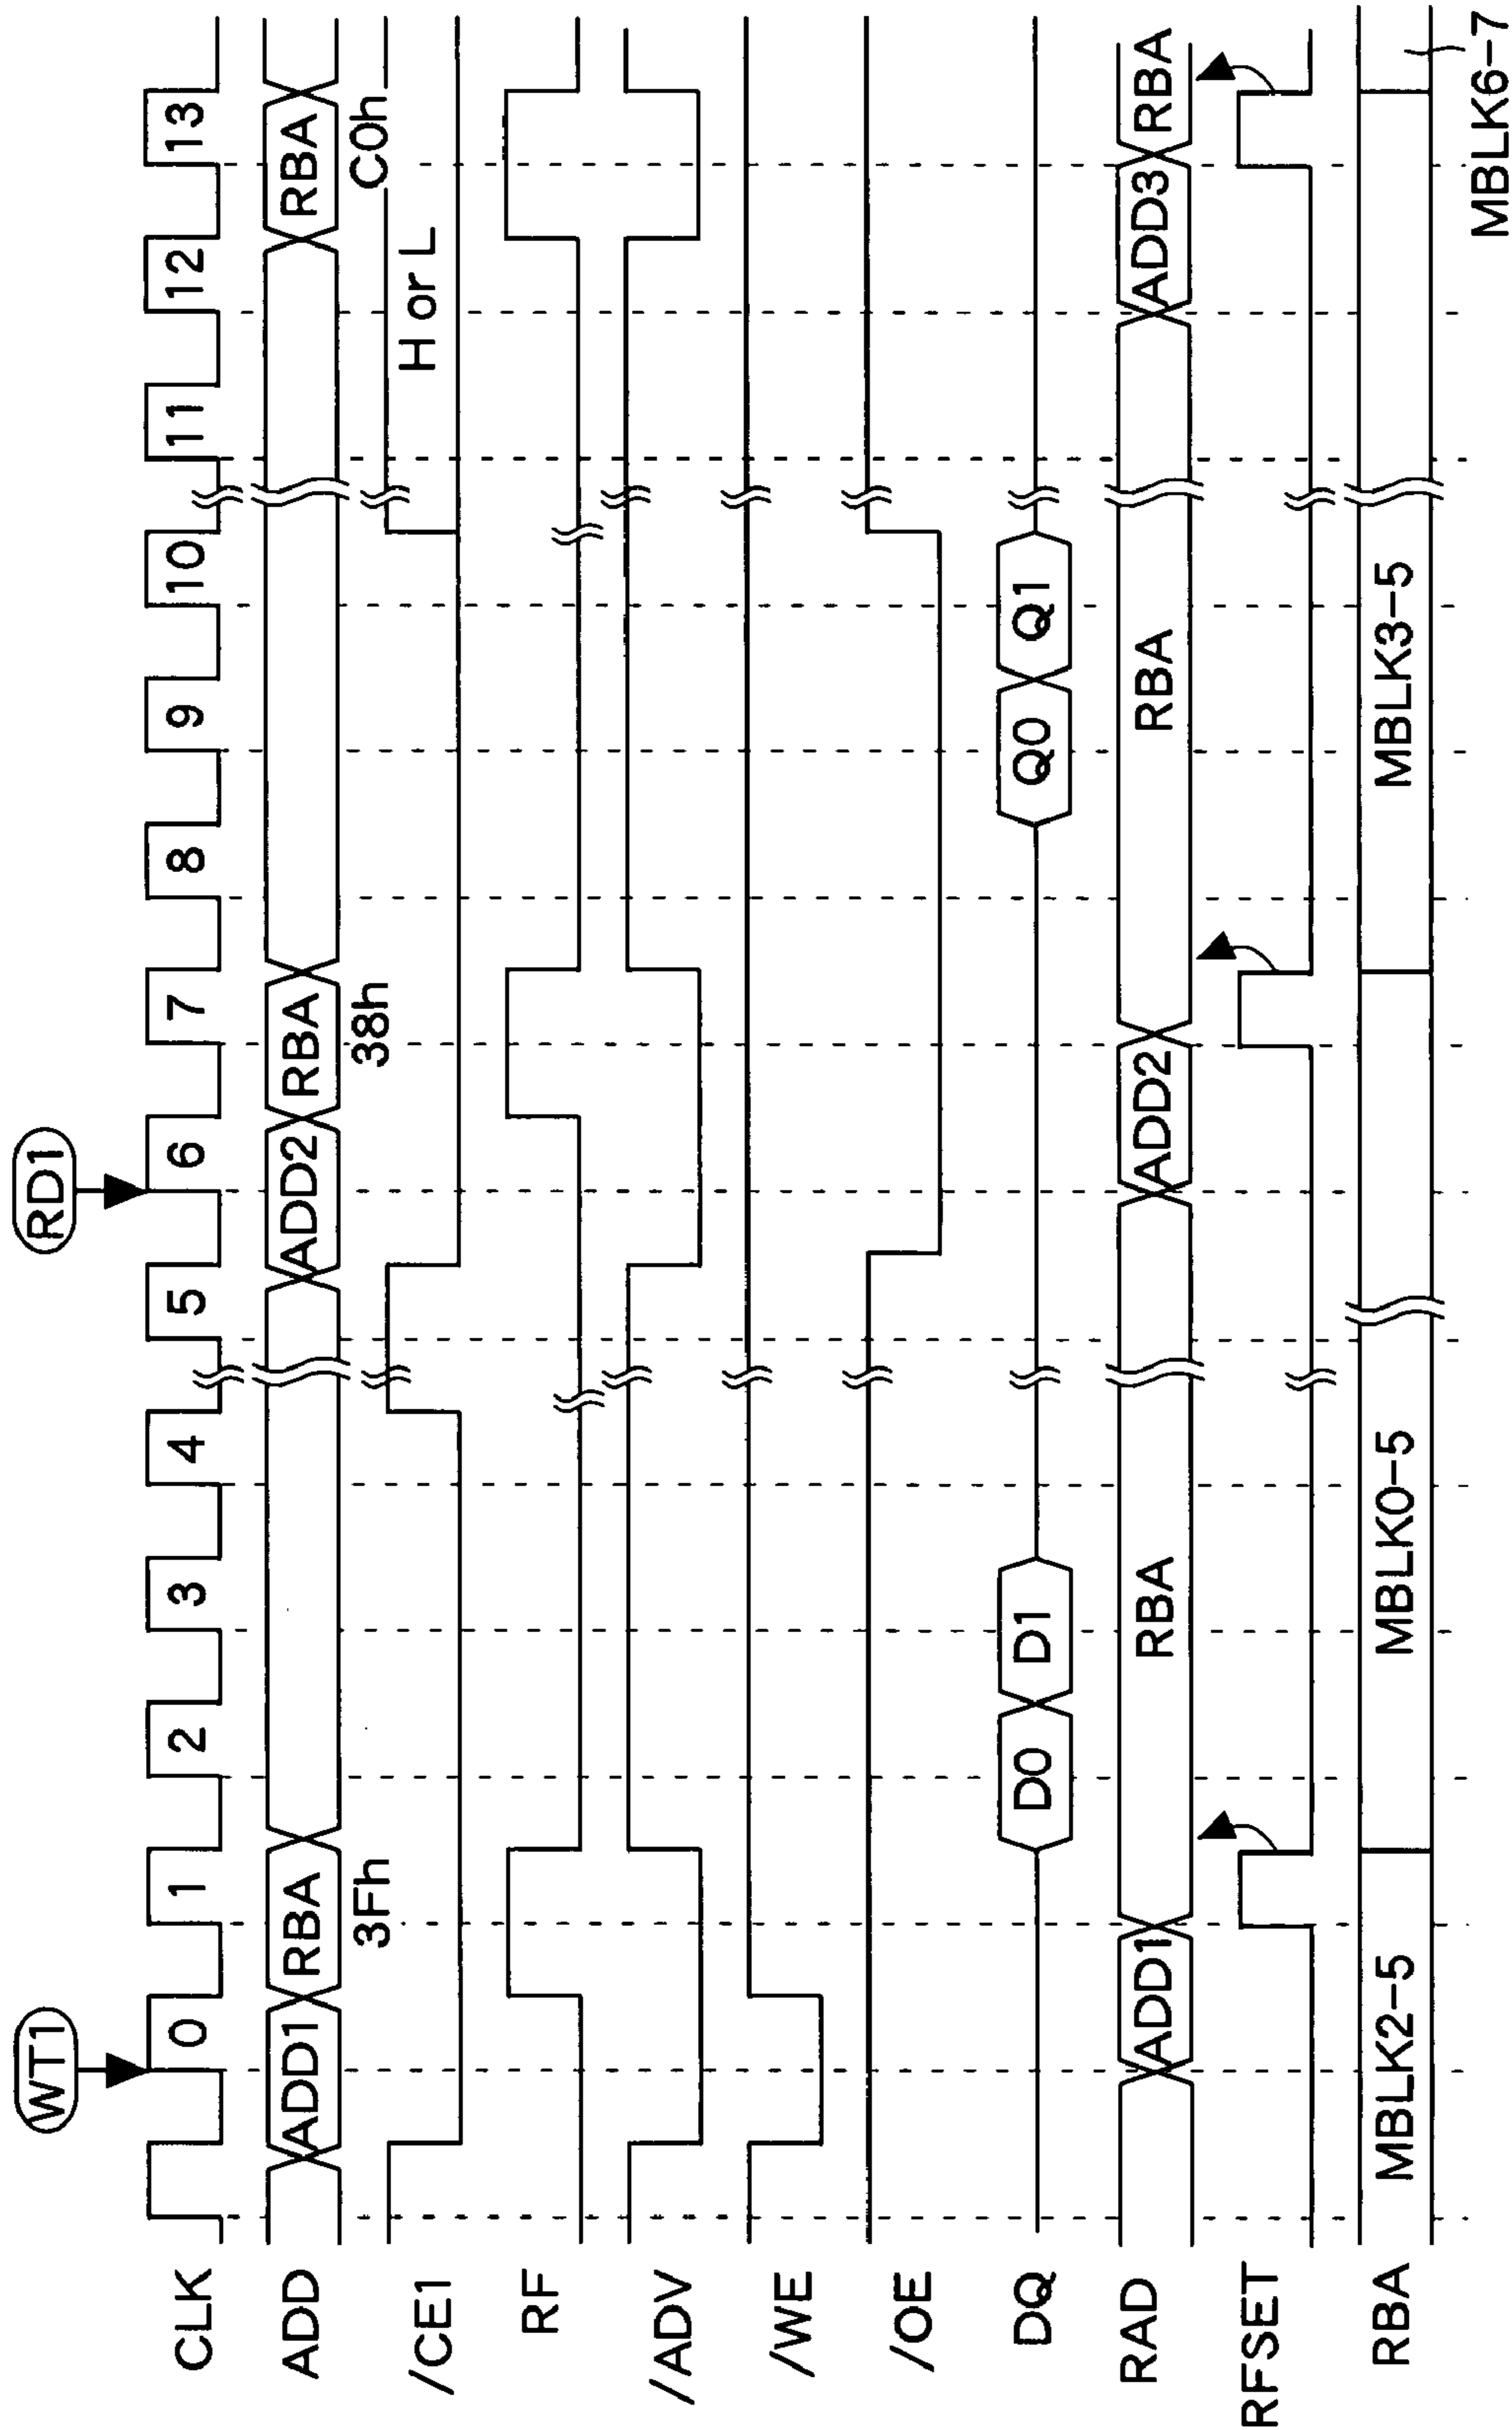 WT1 RD1
CLK 0 1 2 3 4 5 6 7 8 9 10 11 12 13
ADD ADD1 RBA ADD2 RBA RBA
3Fh 38h C0h
/CE1 H or L
RF
/ADV
/WE
/OE
DQ D0 D1 Q0 Q1
RAD ADD1 RBA ADD2 RBA ADD3 RBA
RFSET
RBA MBLK2-5 MBLK0-5 MBLK3-5
MBLK6-7